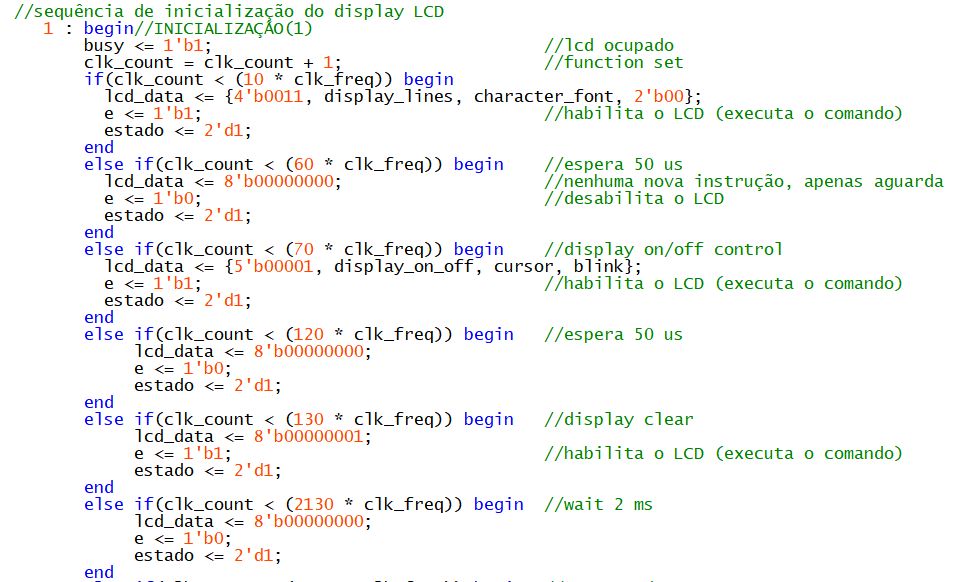 //sequência de inicialização do display LCD
1 : begin//INICIALIZAÇÃO(1)
busy <= 1'b1; //lcd ocupado
clk_count = clk_count + 1; //function set
if(clk_count < (10 * clk_freq)) begin
lcd_data <= {4'b0011, display_lines, character_font, 2'b00};
e <= 1'b1; //habilita o LCD (executa o comando)
estado <= 2'd1;
end
else if(clk_count < (60 * clk_freq)) begin //espera 50 us
lcd_data <= 8'b00000000; //nenhuma nova instrução, apenas aguarda
e <= 1'b0; //desabilita o LCD
estado <= 2'd1;
end
else if(clk_count < (70 * clk_freq)) begin //display on/off control
lcd_data <= {5'b00001, display_on_off, cursor, blink};
e <= 1'b1; //habilita o LCD (executa o comando)
estado <= 2'd1;
end
else if(clk_count < (120 * clk_freq)) begin //espera 50 us
lcd_data <= 8'b00000000;
e <= 1'b0;
estado <= 2'd1;
end
else if(clk_count < (130 * clk_freq)) begin //display clear
lcd_data <= 8'b00000001;
e <= 1'b1; //habilita o LCD (executa o comando)
estado <= 2'd1;
end
else if(clk_count < (2130 * clk_freq)) begin //wait 2 ms
lcd_data <= 8'b00000000;
e <= 1'b0;
estado <= 2'd1;
end